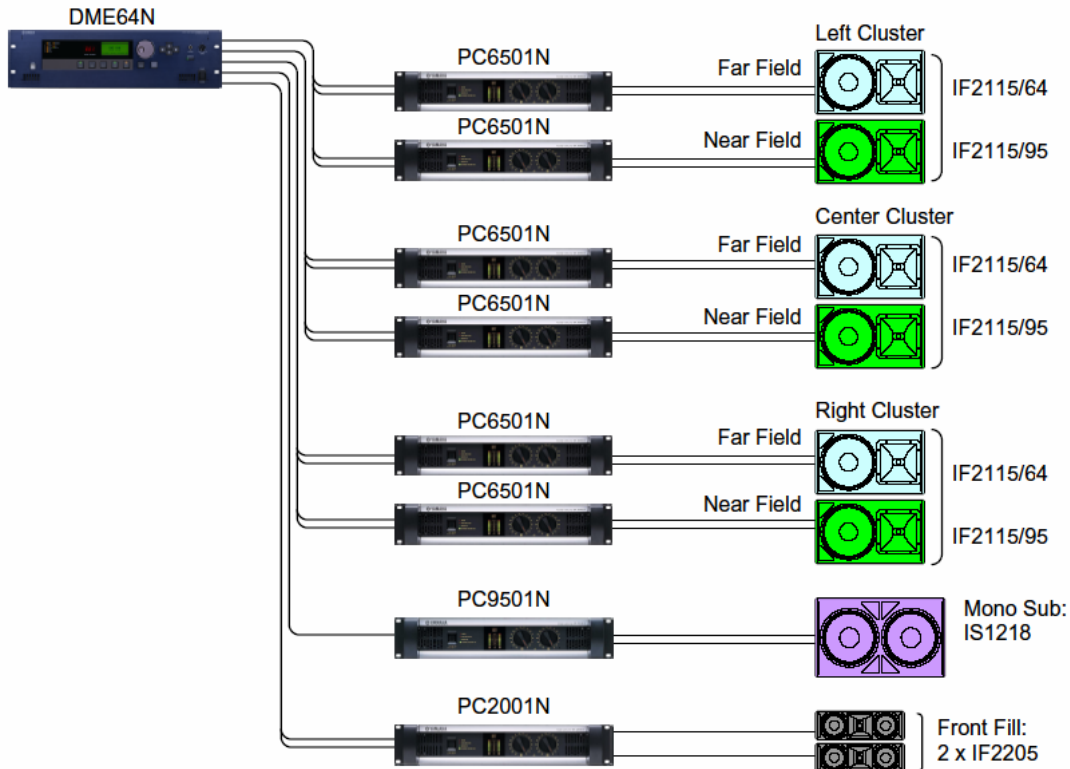 DME64N
Left Cluster
PC6501N
Far Field
IF2115/64
PC6501N
Near Field
IF2115/95
Center Cluster
PC6501N
Far Field
IF2115/64
PC6501N
Near Field
IF2115/95
Right Cluster
PC6501N
Far Field
IF2115/64
PC6501N
Near Field
IF2115/95
PC9501N
Mono Sub:
IS1218
PC2001N
Front Fill:
2 x IF2205